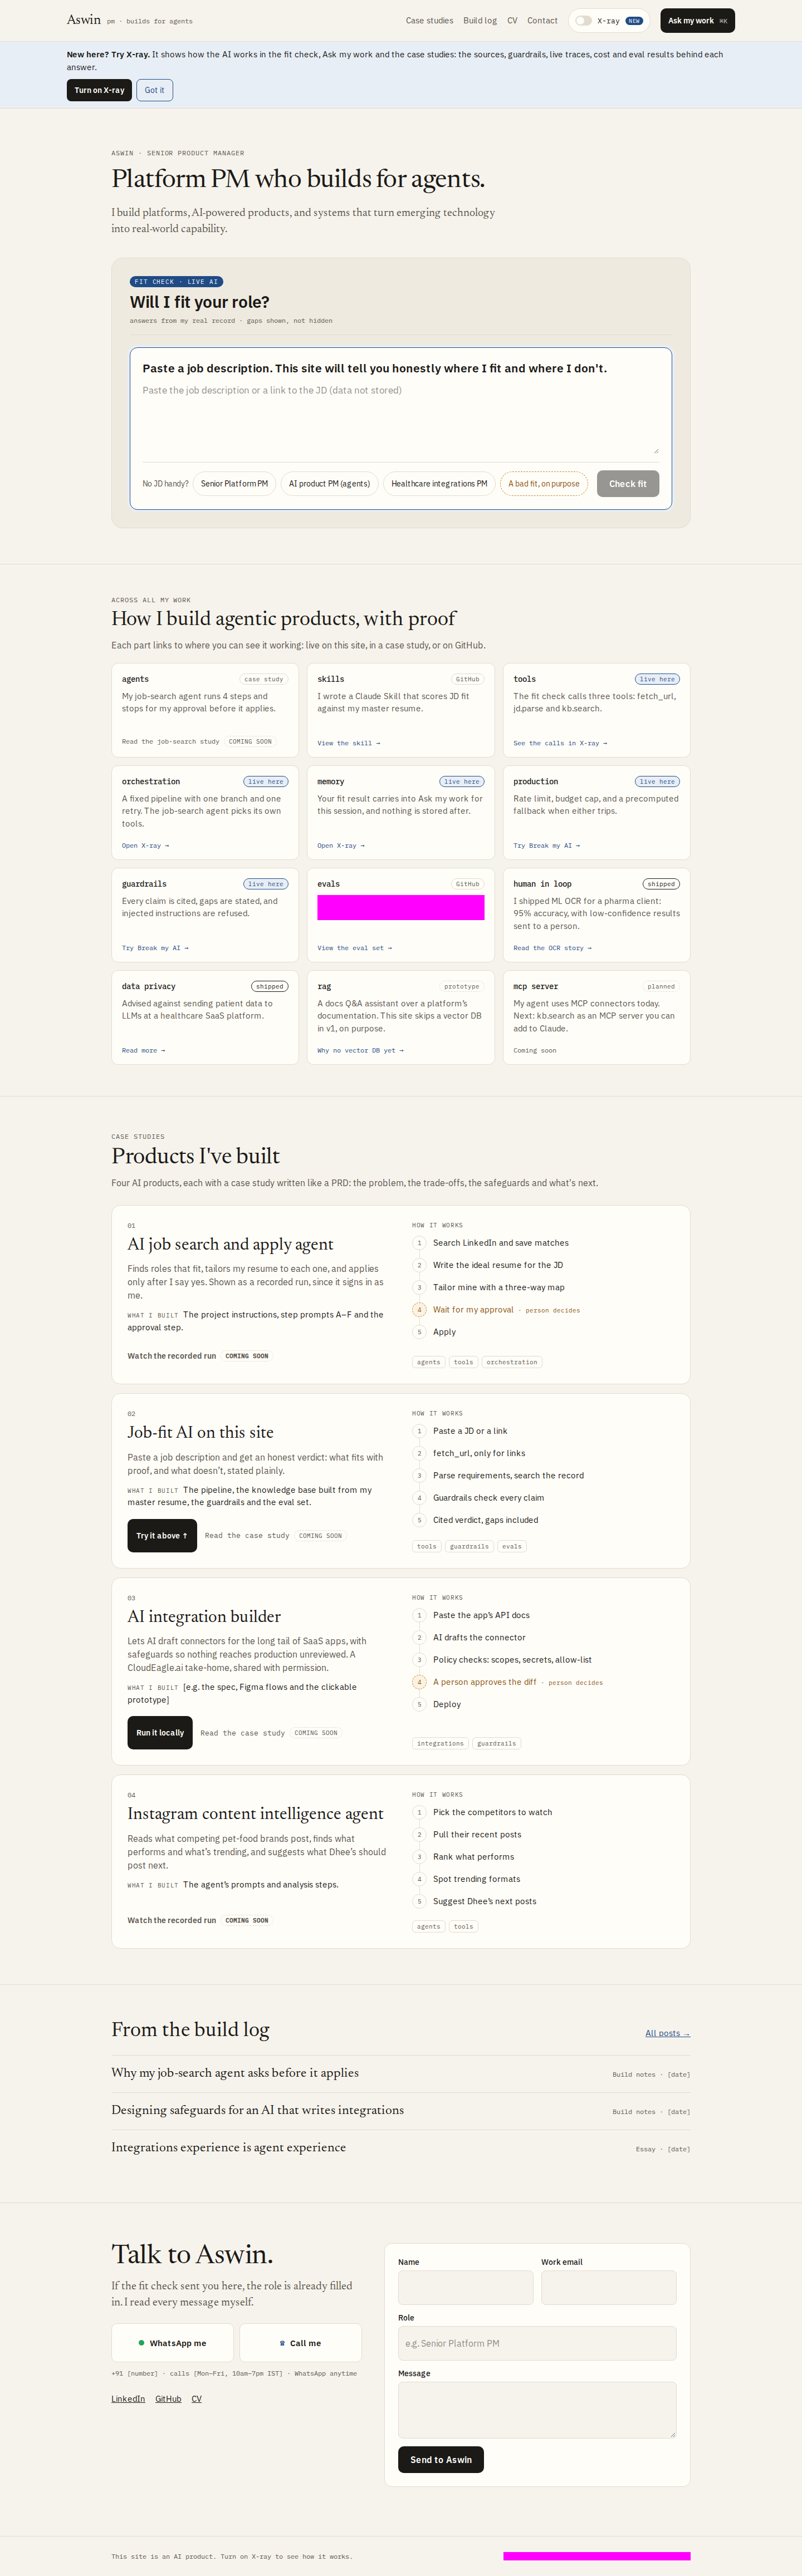 Aswin pm · builds for agents
Case studies Build log CV Contact X-ray NEW Ask my work ⌘K
New here? Try X-ray. It shows how the AI works in the fit check, Ask my work and the case studies: the sources, guardrails, live traces, cost and eval results behind each
answer.
Turn on X-ray Got it
ASWIN · SENIOR PRODUCT MANAGER
Platform PM who builds for agents.
I build platforms, AI-powered products, and systems that turn emerging technology
into real-world capability.
FIT CHECK · LIVE AI
Will I fit your role?
answers from my real record · gaps shown, not hidden
Paste a job description. This site will tell you honestly where I fit and where I don't.
Paste the job description or a link to the JD (data not stored)
No JD handy? Senior Platform PM AI product PM (agents) Healthcare integrations PM A bad fit, on purpose Check fit
ACROSS ALL MY WORK
How I build agentic products, with proof
Each part links to where you can see it working: live on this site, in a case study, or on GitHub.
agents case study
My job-search agent runs 4 steps and
stops for my approval before it applies.
Read the job-search study COMING SOON
skills GitHub
I wrote a Claude Skill that scores JD fit
against my master resume.
View the skill →
tools live here
The fit check calls three tools: fetch_url,
jd.parse and kb.search.
See the calls in X-ray →
orchestration live here
A fixed pipeline with one branch and one
retry. The job-search agent picks its own
tools.
Open X-ray →
memory live here
Your fit result carries into Ask my work for
this session, and nothing is stored after.
Open X-ray →
production live here
Rate limit, budget cap, and a precomputed
fallback when either trips.
Try Break my AI →
guardrails live here
Every claim is cited, gaps are stated, and
injected instructions are refused.
Try Break my AI →
evals GitHub
View the eval set →
human in loop shipped
I shipped ML OCR for a pharma client:
95% accuracy, with low-confidence results
sent to a person.
Read the OCR story →
data privacy shipped
Advised against sending patient data to
LLMs at a healthcare SaaS platform.
Read more →
rag prototype
A docs Q&A assistant over a platform's
documentation. This site skips a vector DB
in v1, on purpose.
Why no vector DB yet →
mcp server planned
My agent uses MCP connectors today.
Next: kb.search as an MCP server you can
add to Claude.
Coming soon
CASE STUDIES
Products I've built
Four AI products, each with a case study written like a PRD: the problem, the trade-offs, the safeguards and what's next.
01
AI job search and apply agent
Finds roles that fit, tailors my resume to each one, and applies
only after I say yes. Shown as a recorded run, since it signs in as
me.
WHAT I BUILT The project instructions, step prompts A–F and the
approval step.
Watch the recorded run COMING SOON
HOW IT WORKS
1 Search LinkedIn and save matches
2 Write the ideal resume for the JD
3 Tailor mine with a three-way map
4 Wait for my approval · person decides
5 Apply
agents tools orchestration
02
Job-fit AI on this site
Paste a job description and get an honest verdict: what fits with
proof, and what doesn't, stated plainly.
WHAT I BUILT The pipeline, the knowledge base built from my
master resume, the guardrails and the eval set.
Try it above ↑ Read the case study COMING SOON
HOW IT WORKS
1 Paste a JD or a link
2 fetch_url, only for links
3 Parse requirements, search the record
4 Guardrails check every claim
5 Cited verdict, gaps included
tools guardrails evals
03
AI integration builder
Lets AI draft connectors for the long tail of SaaS apps, with
safeguards so nothing reaches production unreviewed. A
CloudEagle.ai take-home, shared with permission.
WHAT I BUILT [e.g. the spec, Figma flows and the clickable
prototype]
Run it locally Read the case study COMING SOON
HOW IT WORKS
1 Paste the app's API docs
2 AI drafts the connector
3 Policy checks: scopes, secrets, allow-list
4 A person approves the diff · person decides
5 Deploy
integrations guardrails
04
Instagram content intelligence agent
Reads what competing pet-food brands post, finds what
performs and what's trending, and suggests what Dhee's should
post next.
WHAT I BUILT The agent's prompts and analysis steps.
Watch the recorded run COMING SOON
HOW IT WORKS
1 Pick the competitors to watch
2 Pull their recent posts
3 Rank what performs
4 Spot trending formats
5 Suggest Dhee's next posts
agents tools
From the build log All posts →
Why my job-search agent asks before it applies Build notes · [date]
Designing safeguards for an AI that writes integrations Build notes · [date]
Integrations experience is agent experience Essay · [date]
Talk to Aswin.
If the fit check sent you here, the role is already filled
in. I read every message myself.
WhatsApp me ☎ Call me
+91 [number] · calls [Mon–Fri, 10am–7pm IST] · WhatsApp anytime
LinkedIn GitHub CV
Name Work email
Role
e.g. Senior Platform PM
Message
Send to Aswin
This site is an AI product. Turn on X-ray to see how it works.